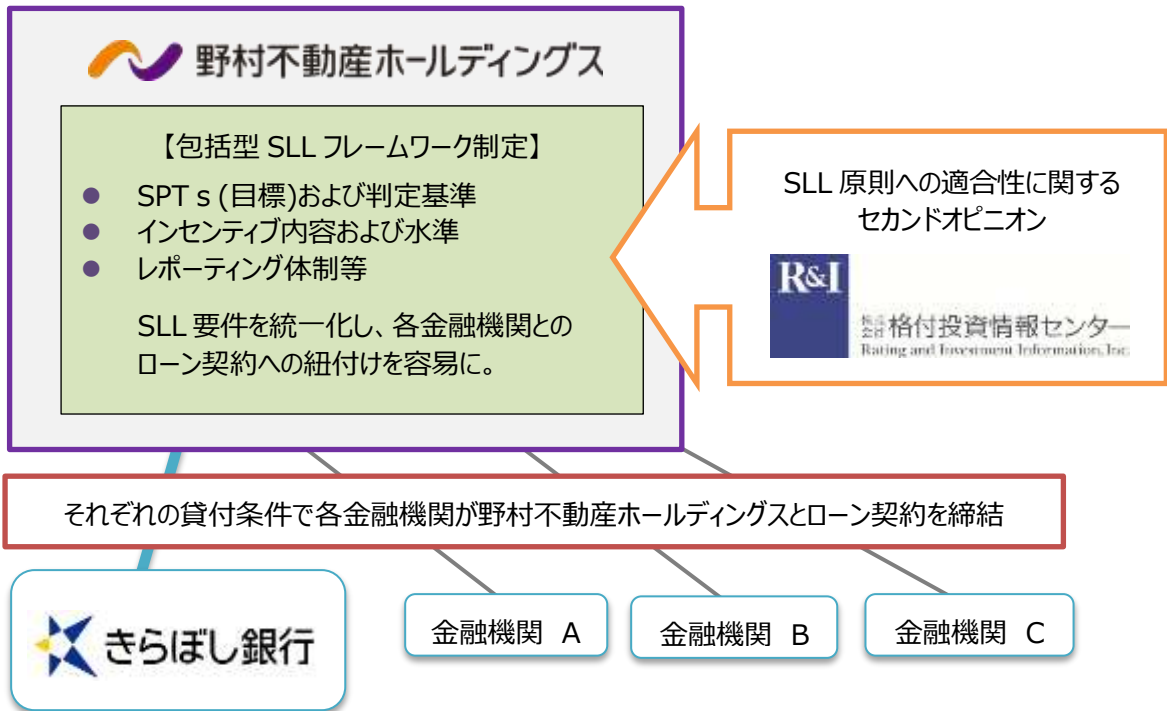 野村不動産ホールディングス
【包括型 SLL フレームワーク制定】
● SPT s (目標)および判定基準
● インセンティブ内容および水準
● レポーティング体制等
SLL 要件を統一化し、各金融機関との
ローン契約への紐付けを容易に。
SLL 原則への適合性に関する
セカンドオピニオン
R&I
株式会社 格付投資情報センター
Rating and Investment Information, Inc.
それぞれの貸付条件で各金融機関が野村不動産ホールディングスとローン契約を締結
きらぼし銀行
金融機関 A
金融機関 B
金融機関 C